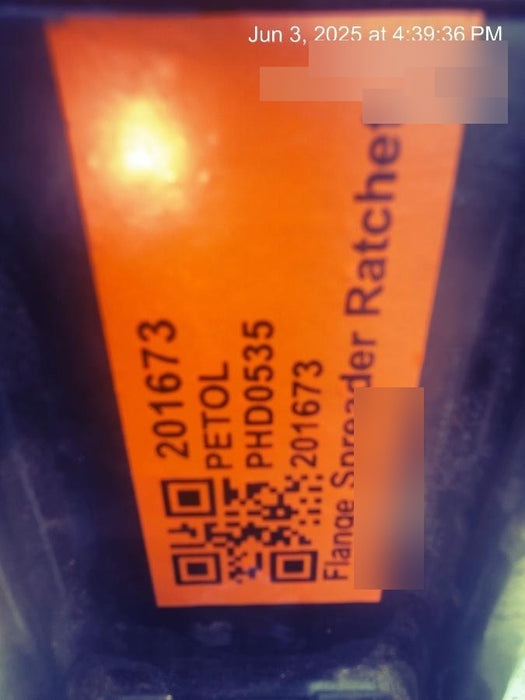 Jun 3, 2025 at 4:39:36 PM
201673
PETOL
PHD0535
201673
Flange Spreader Ratchet